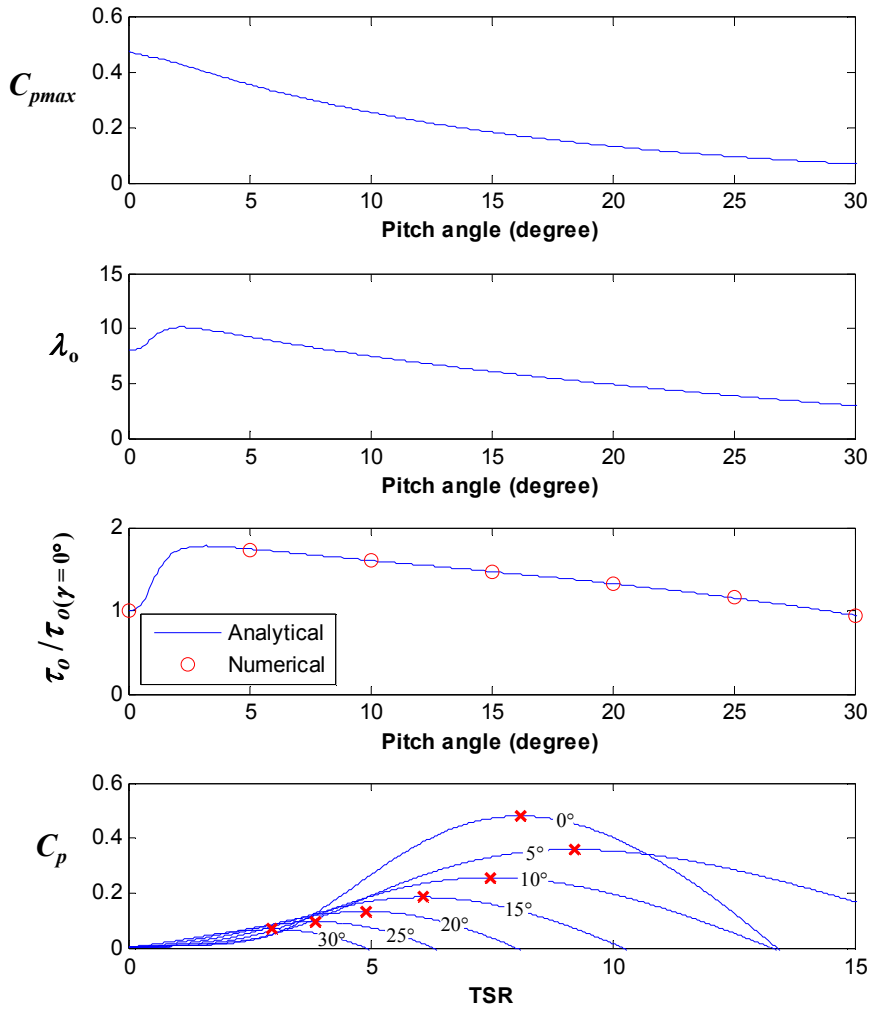 0.6
0.4
0.2
0
C_pmax
0 5 10 15 20 25 30
Pitch angle (degree)
15
10
5
0
λ_o
0 5 10 15 20 25 30
Pitch angle (degree)
2
1
0
τ_o / τ_o(γ = 0°)
Analytical
Numerical
0 5 10 15 20 25 30
Pitch angle (degree)
0.6
0.4
0.2
0
C_p
0°
5°
10°
15°
20°
25°
30°
0 5 10 15
TSR